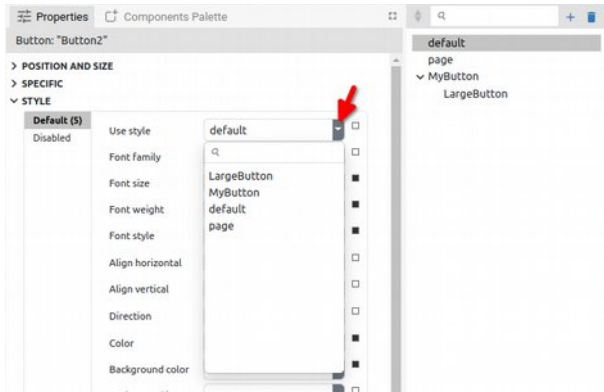 Properties
Components Palette
Button: "Button2"
> POSITION AND SIZE
> SPECIFIC
STYLE
Default (5)
Disabled
Use style
default
Font family
Font size
Font weight
Font style
Align horizontal
Align vertical
Direction
Color
Background color
LargeButton
MyButton
default
page
default
page
MyButton
LargeButton